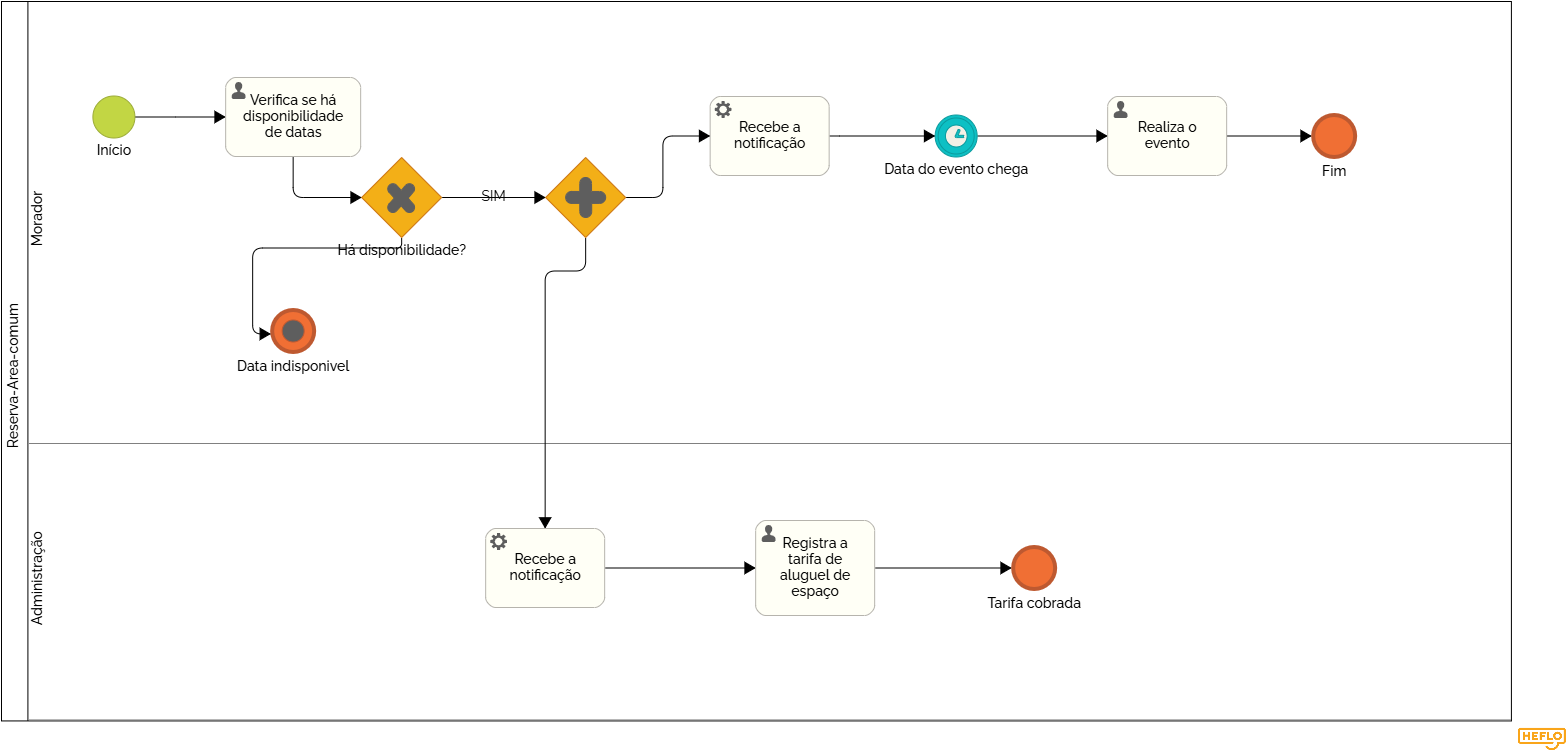 Reserva-Area-comum
Morador
Início
Verifica se há
disponibilidade
de datas
Há disponibilidade?
SIM
Data indisponivel
Recebe a
notificação
Data do evento chega
Realiza o
evento
Fim
Administração
Recebe a
notificação
Registra a
tarifa de
aluguel de
espaço
Tarifa cobrada
HEFLO